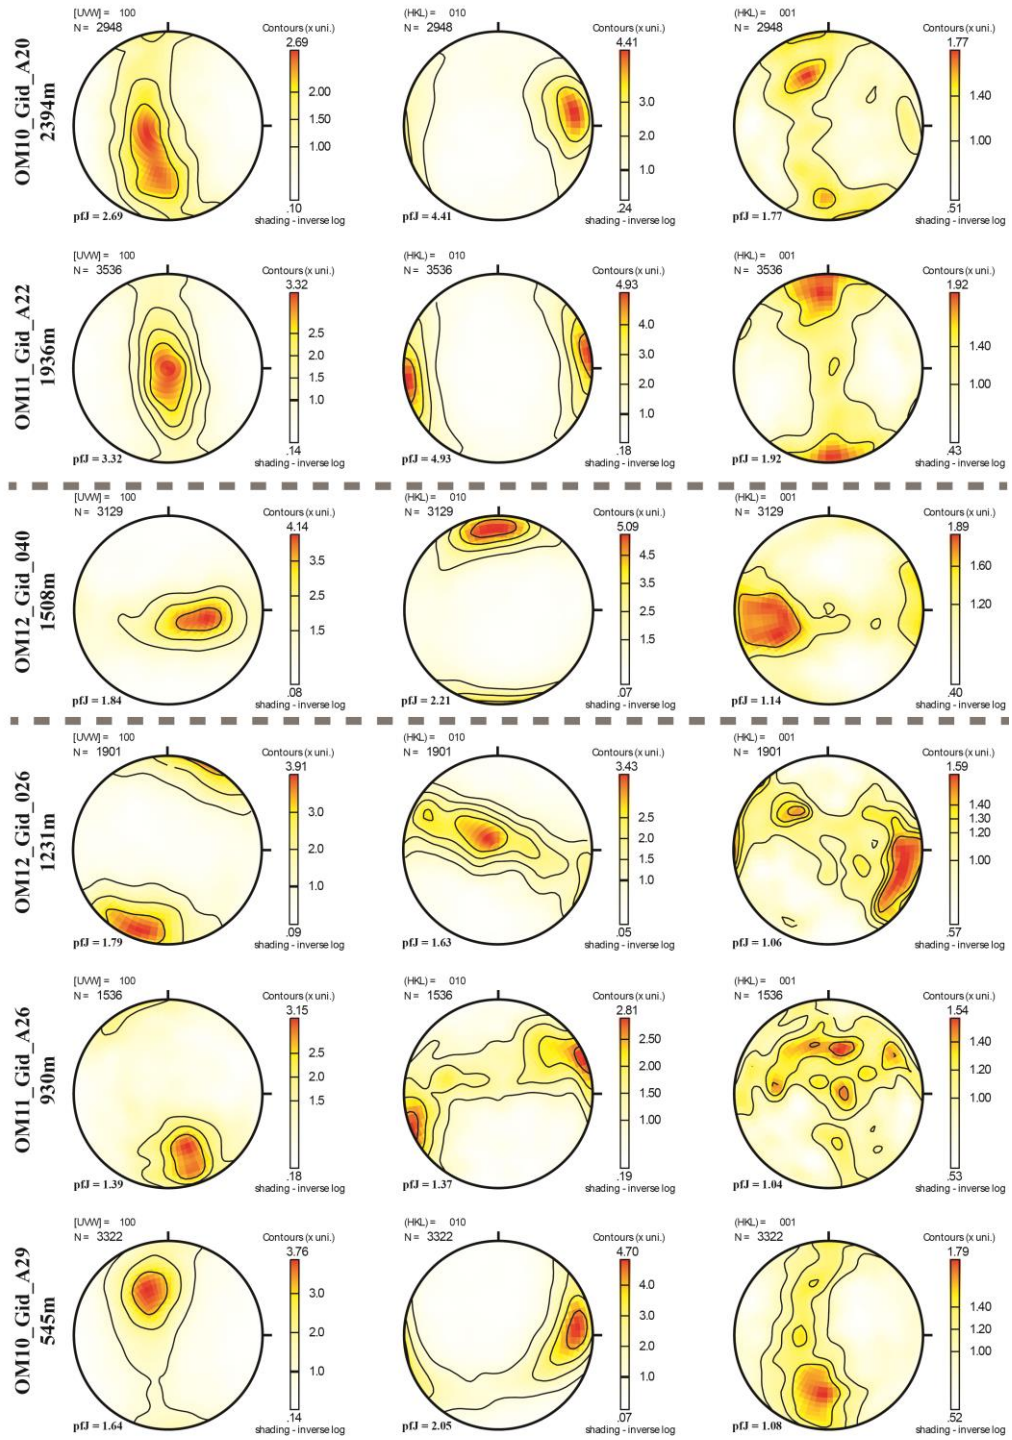 OM10_Gid_A20
2394m
[UVW] = 100
N = 2948
Contours (x uni.)
2.69
2.00
1.50
1.00
.10
pfJ = 2.69
shading - inverse log
(HKL) = 010
N = 2948
Contours (x uni.)
4.41
3.0
2.0
1.0
.24
pfJ = 4.41
shading - inverse log
(HKL) = 001
N = 2948
Contours (x uni.)
1.77
1.40
1.00
.51
pfJ = 1.77
shading - inverse log
OM11_Gid_A22
1936m
[UVW] = 100
N = 3536
Contours (x uni.)
3.32
2.5
2.0
1.5
1.0
.14
pfJ = 3.32
shading - inverse log
(HKL) = 010
N = 3536
Contours (x uni.)
4.93
4.0
3.0
2.0
1.0
.18
pfJ = 4.93
shading - inverse log
(HKL) = 001
N = 3536
Contours (x uni.)
1.92
1.40
1.00
.43
pfJ = 1.92
shading - inverse log
OM12_Gid_040
1508m
[UVW] = 100
N = 3129
Contours (x uni.)
4.14
3.5
2.5
1.5
.08
pfJ = 1.84
shading - inverse log
(HKL) = 010
N = 3129
Contours (x uni.)
5.09
4.5
3.5
2.5
1.5
.07
pfJ = 2.21
shading - inverse log
(HKL) = 001
N = 3129
Contours (x uni.)
1.89
1.60
1.20
.40
pfJ = 1.14
shading - inverse log
OM12_Gid_026
1231m
[UVW] = 100
N = 1901
Contours (x uni.)
3.91
3.0
2.0
1.0
.09
pfJ = 1.79
shading - inverse log
(HKL) = 010
N = 1901
Contours (x uni.)
3.43
2.5
2.0
1.5
1.0
.05
pfJ = 1.63
shading - inverse log
(HKL) = 001
N = 1901
Contours (x uni.)
1.59
1.40
1.30
1.20
1.00
.57
pfJ = 1.06
shading - inverse log
OM11_Gid_A26
930m
[UVW] = 100
N = 1536
Contours (x uni.)
3.15
2.5
2.0
1.5
.18
pfJ = 1.39
shading - inverse log
(HKL) = 010
N = 1536
Contours (x uni.)
2.81
2.50
2.00
1.50
1.00
.19
pfJ = 1.37
shading - inverse log
(HKL) = 001
N = 1536
Contours (x uni.)
1.54
1.40
1.20
1.00
.53
pfJ = 1.04
shading - inverse log
OM10_Gid_A29
545m
[UVW] = 100
N = 3322
Contours (x uni.)
3.76
3.0
2.0
1.0
.14
pfJ = 1.64
shading - inverse log
(HKL) = 010
N = 3322
Contours (x uni.)
4.70
4.0
3.0
2.0
1.0
.07
pfJ = 2.05
shading - inverse log
(HKL) = 001
N = 3322
Contours (x uni.)
1.79
1.40
1.20
1.00
.52
pfJ = 1.08
shading - inverse log